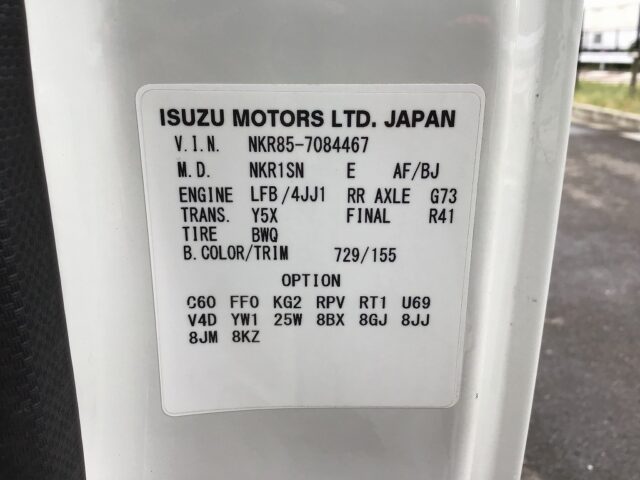 ISUZU MOTORS LTD. JAPAN
V.I.N. NKR85-7084467
M.D. NKR1SN E AF/BJ
ENGINE LFB/4JJ1 RR AXLE G73
TRANS. Y5X FINAL R41
TIRE BWQ
B.COLOR/TRIM 729/155
OPTION
C60 FF0 KG2 RPV RT1 U69
V4D YW1 25W 8BX 8GJ 8JJ
8JM 8KZ